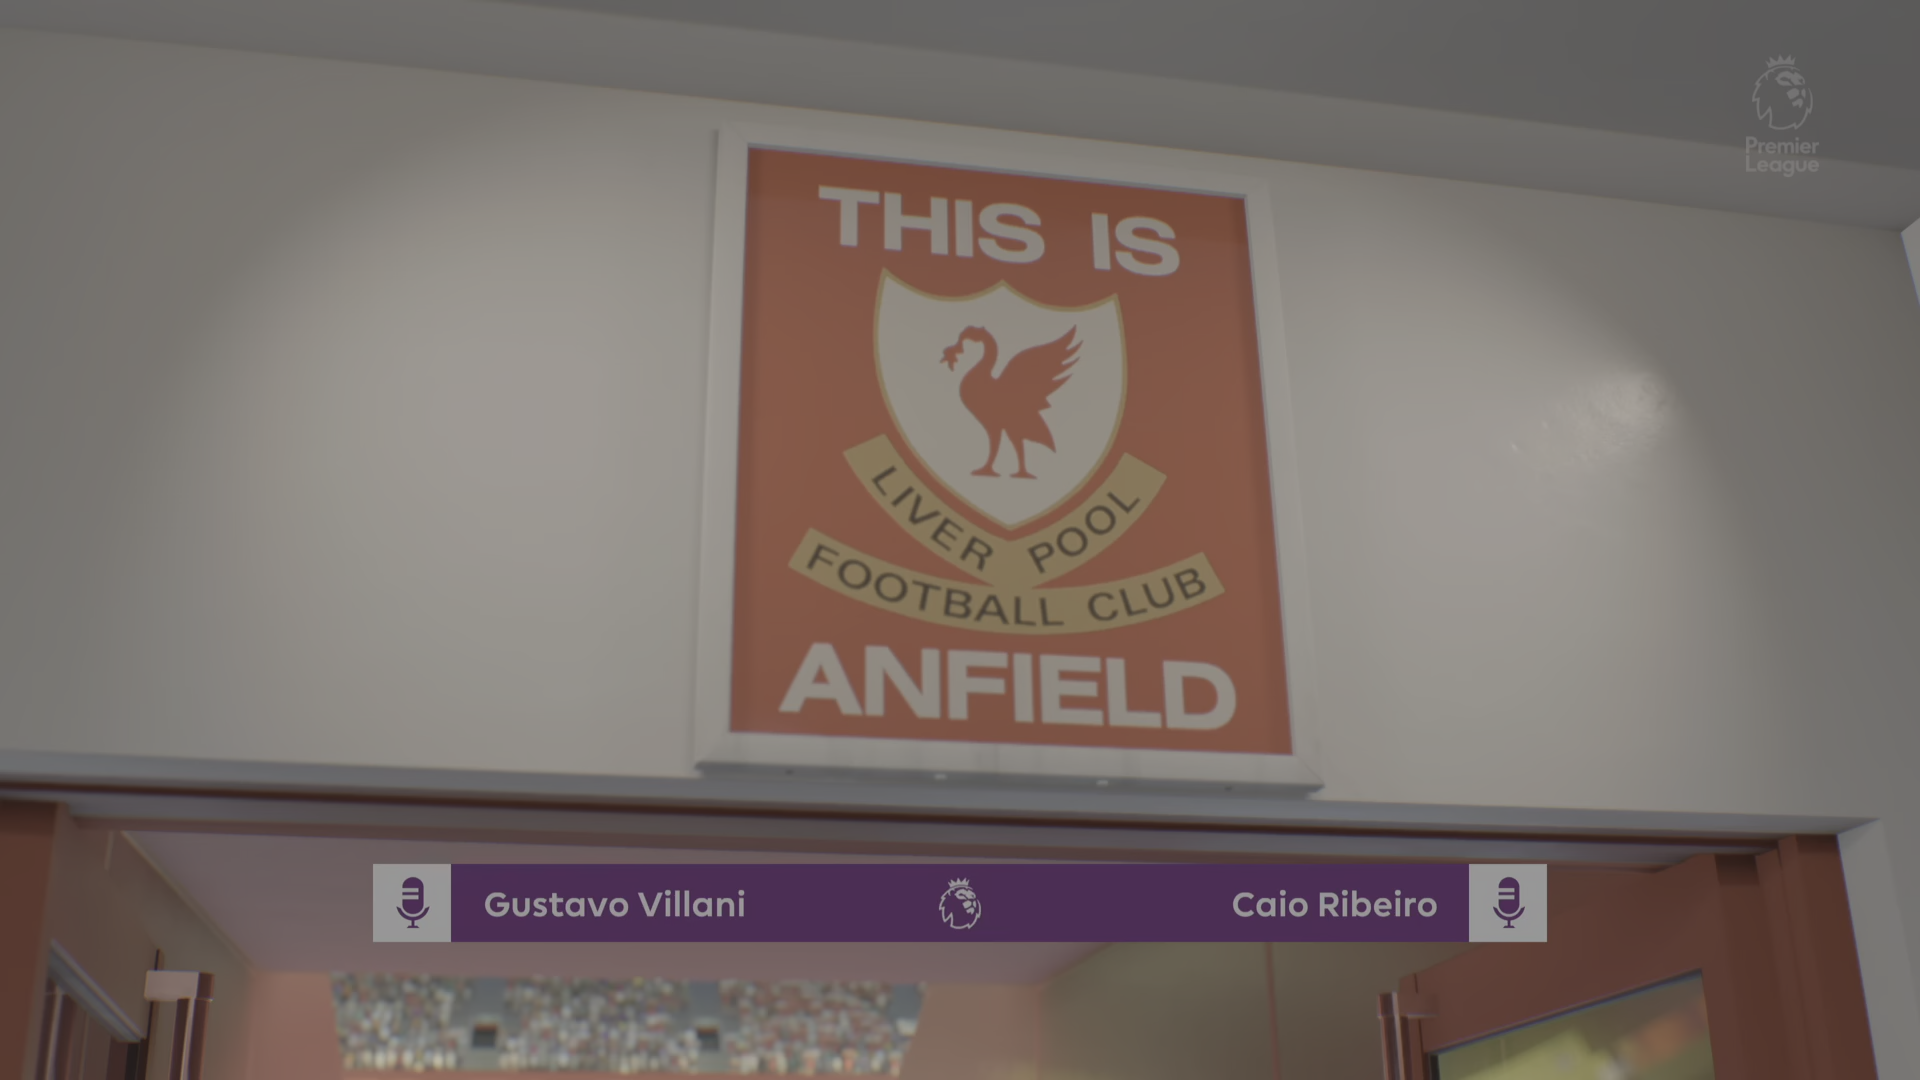 Premier
League
THIS IS
LIVER POOL
FOOTBALL CLUB
ANFIELD
Gustavo Villani
Caio Ribeiro